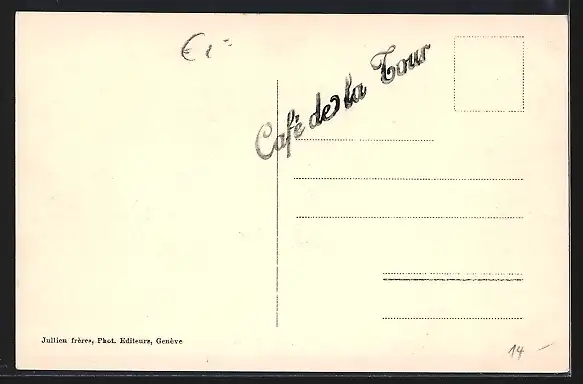 € 1-
Café de la Tour
Jullien frères, Phot. Editeurs, Genève
14 -